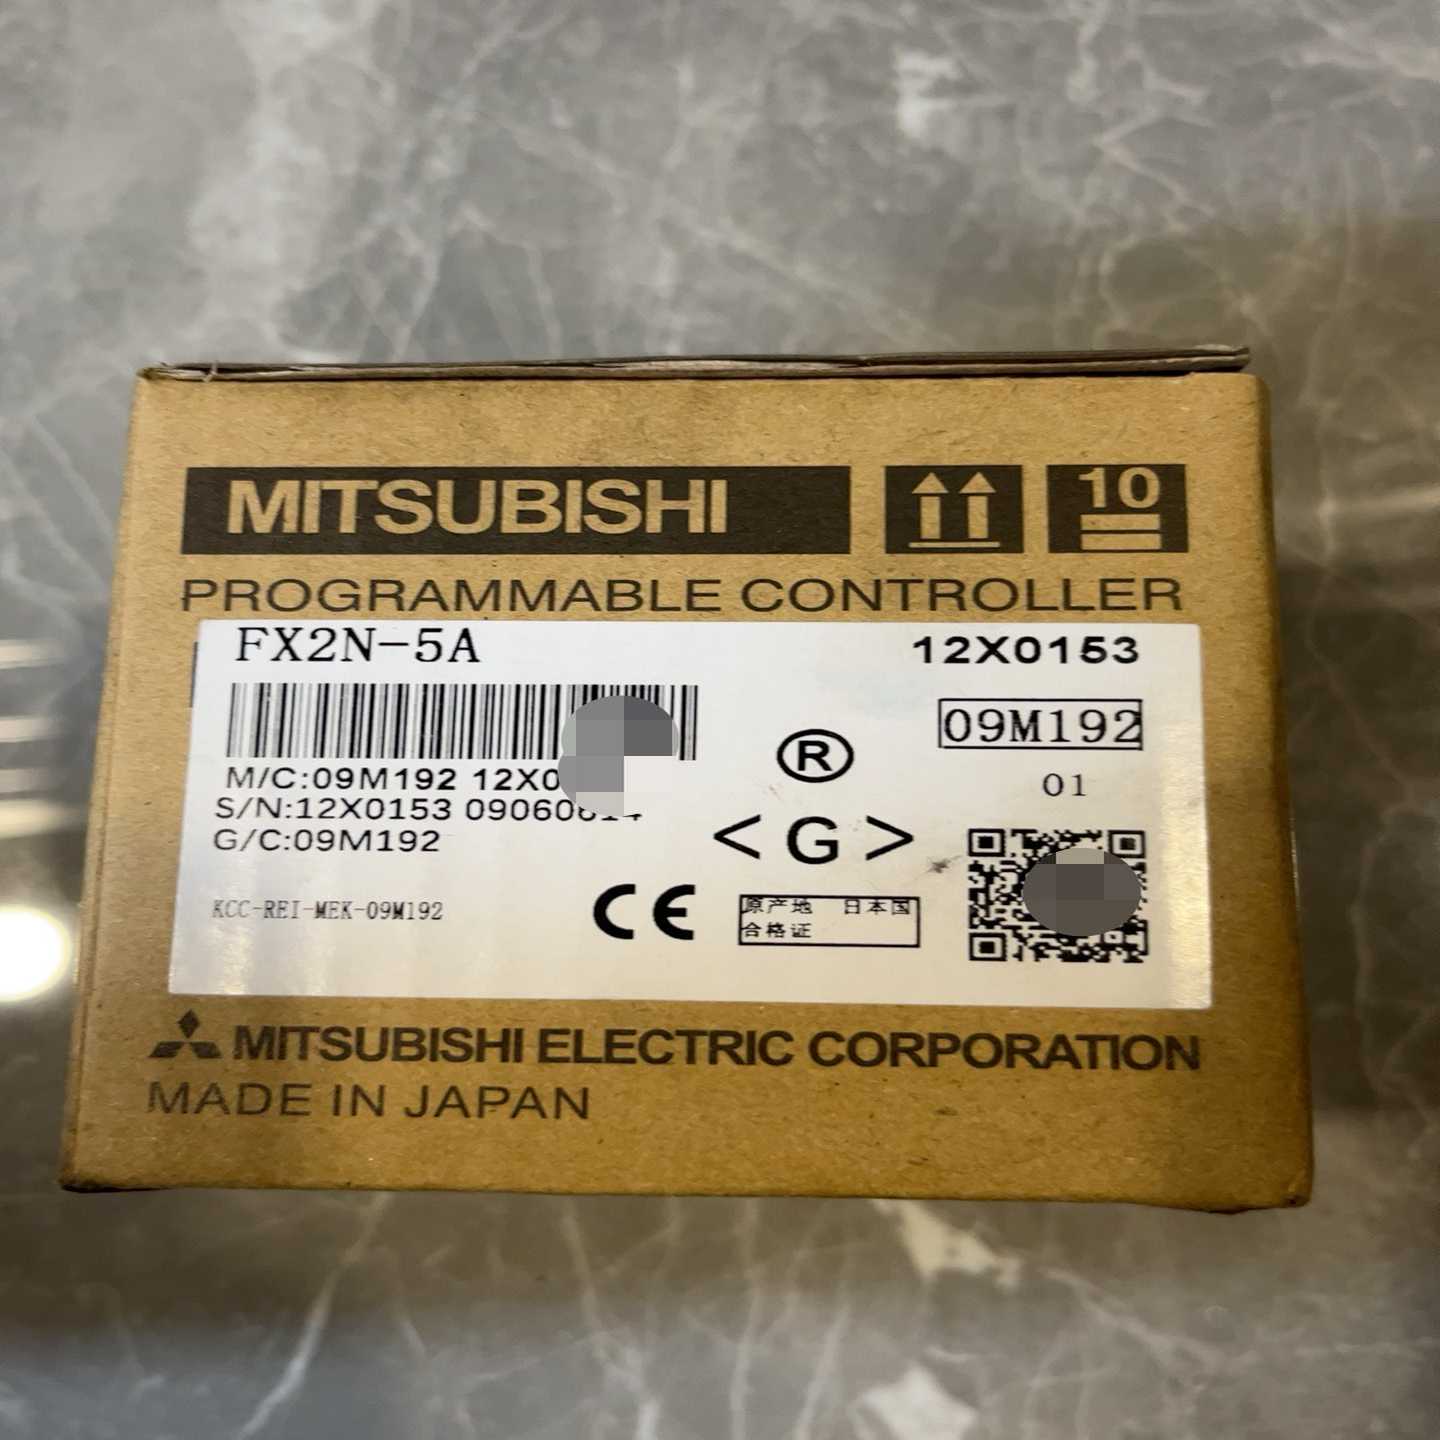 MITSUBISHI
10
PROGRAMMABLE CONTROLLER
FX2N-5A
12X0153
09M192
01
M/C:09M192 12X0
S/N:12X0153
G/C:09M192
®
<G>
KCC-REI-MEK-09M192
CE
原产地 日本国
合格证
MITSUBISHI ELECTRIC CORPORATION
MADE IN JAPAN